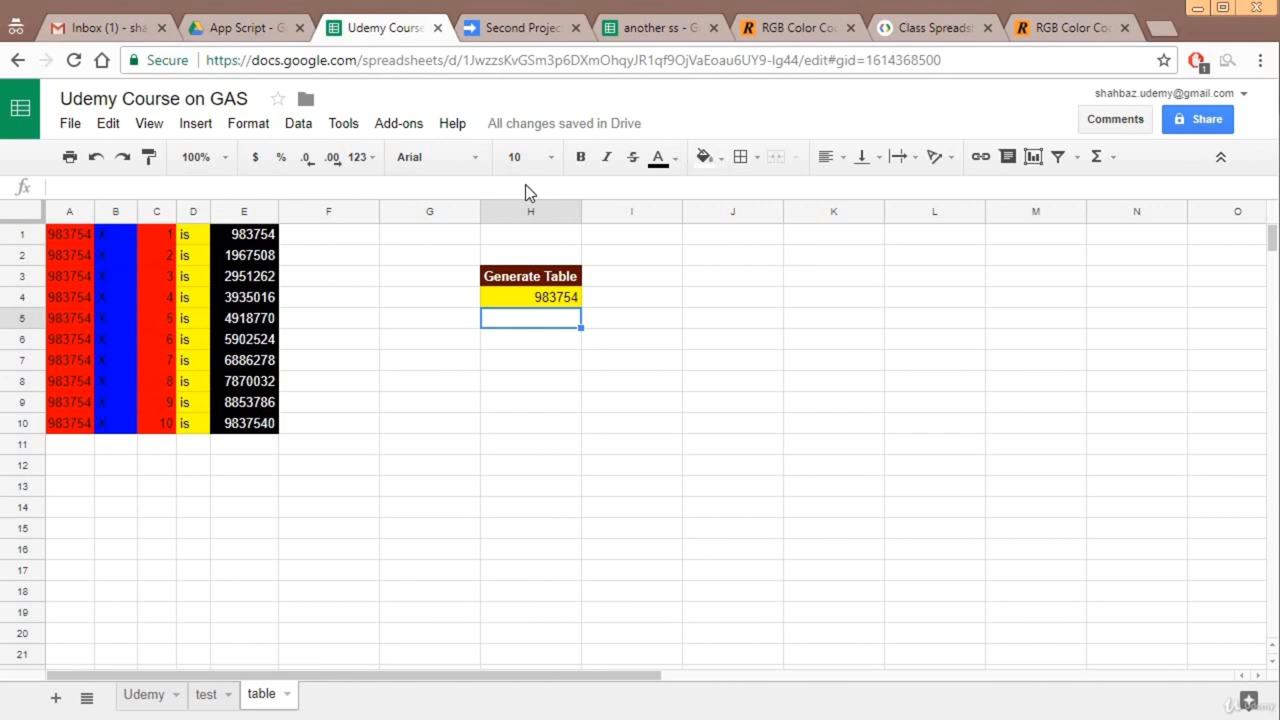 Inbox (1) - sha
App Script - G
Udemy Course
Second Projec
another ss - G
RGB Color Co
Class Spreads
RGB Color Co
Secure
https://docs.google.com/spreadsheets/d/1JwzzsKvGSm3p6DXmOhqyJR1qf9OjVaEoau6UY9-Ig44/edit#gid=1614368500
1
Udemy Course on GAS
shahbaz.udemy@gmail.com
File Edit View Insert Format Data Tools Add-ons Help All changes saved in Drive
Comments
Share
100% $ % .0 .00 123 Arial 10 B I S A Σ
fx
A B C D E F G H I J K L M N O
1 983754 X 1 is 983754
2 983754 X 2 is 1967508
3 983754 X 3 is 2951262 Generate Table
4 983754 X 4 is 3935016 983754
5 983754 X 5 is 4918770
6 983754 X 6 is 5902524
7 983754 X 7 is 6886278
8 983754 X 8 is 7870032
9 983754 X 9 is 8853786
10 983754 X 10 is 9837540
11
12
13
14
15
16
17
18
19
20
21
Udemy test table
Udemy